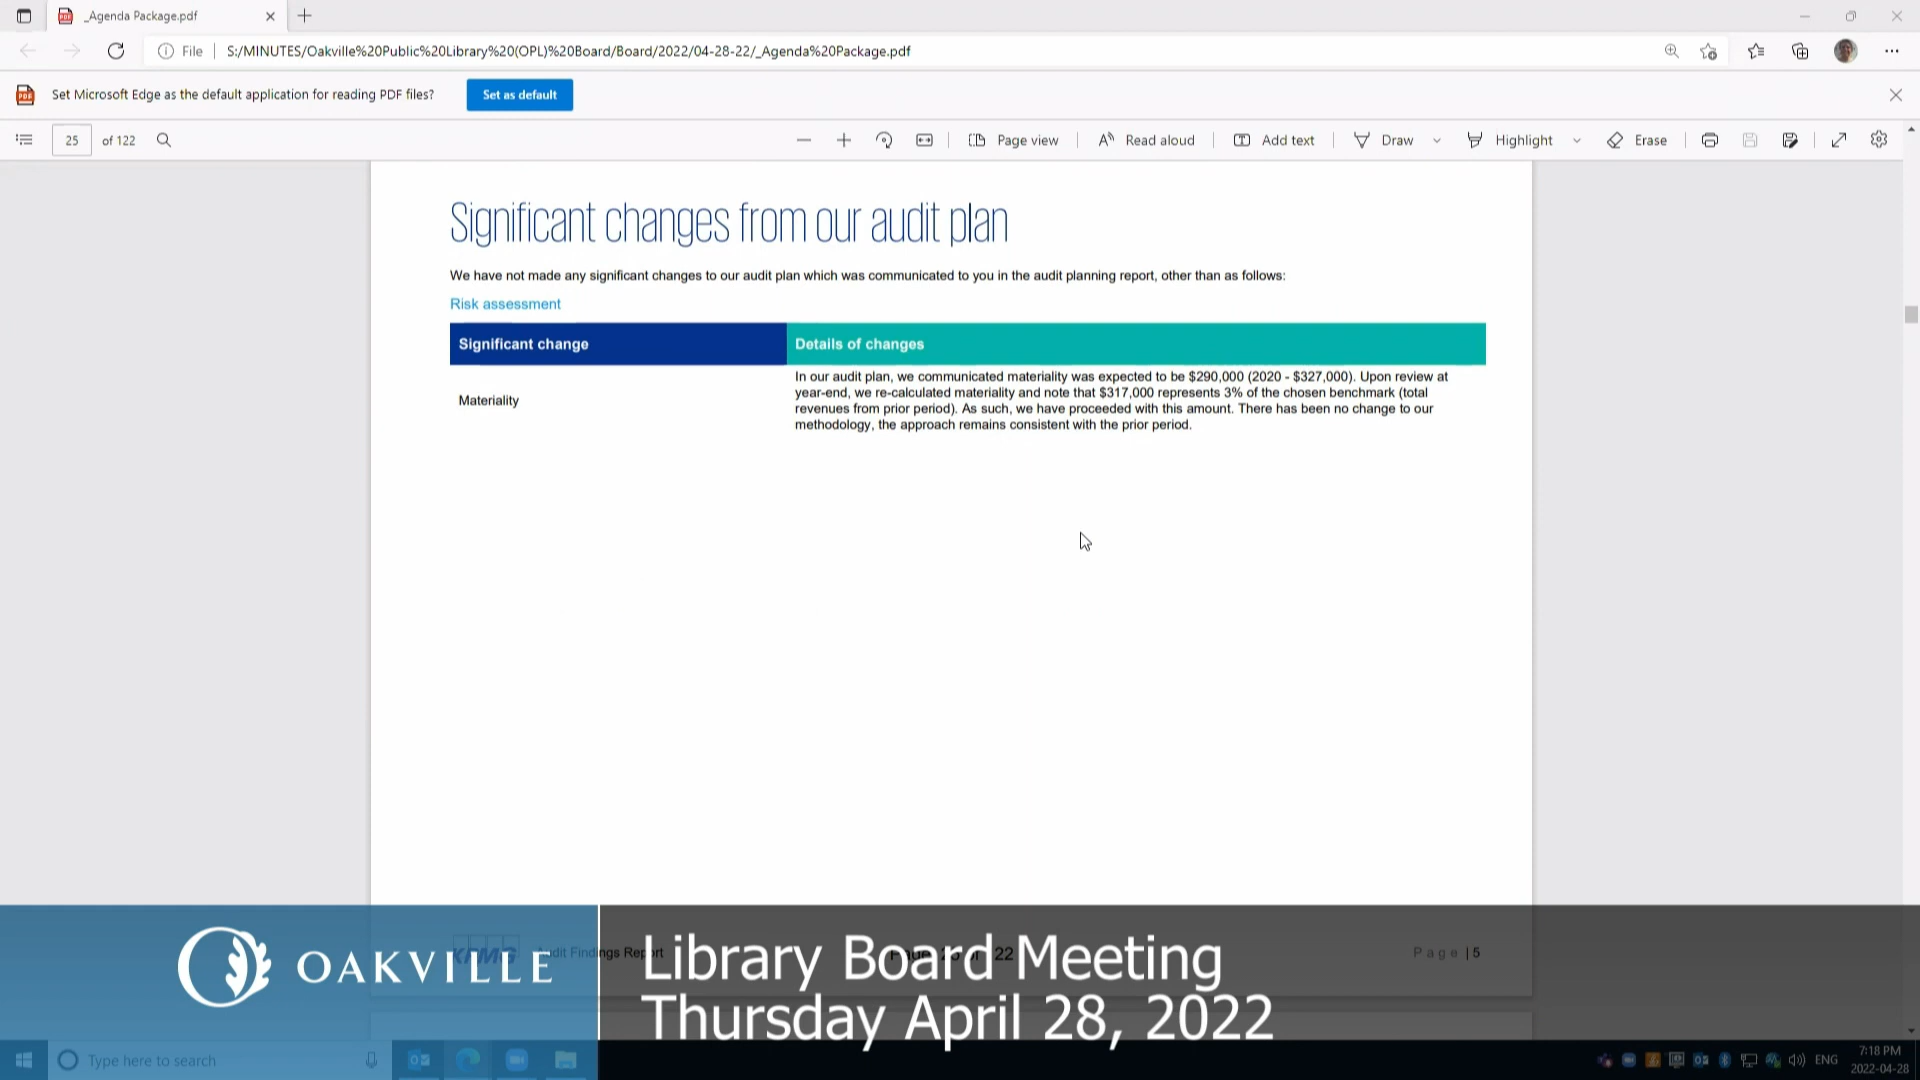 _Agenda Package.pdf
File
S:/MINUTES/Oakville%20Public%20Library%20(OPL)%20Board/Board/2022/04-28-22/_Agenda%20Package.pdf
Set Microsoft Edge as the default application for reading PDF files?
Set as default
25 of 122
Page view
Read aloud
Add text
Draw
Highlight
Erase
Significant changes from our audit plan
We have not made any significant changes to our audit plan which was communicated to you in the audit planning report, other than as follows:
Risk assessment
Significant change
Details of changes
Materiality
In our audit plan, we communicated materiality was expected to be $290,000 (2020 - $327,000). Upon review at
year-end, we re-calculated materiality and note that $317,000 represents 3% of the chosen benchmark (total
revenues from prior period). As such, we have proceeded with this amount. There has been no change to our
methodology, the approach remains consistent with the prior period.
KPMG
Audit Findings Report
Page | 5
OAKVILLE
Library Board Meeting
Thursday April 28, 2022
Type here to search
ENG
7:18 PM
2022-04-28